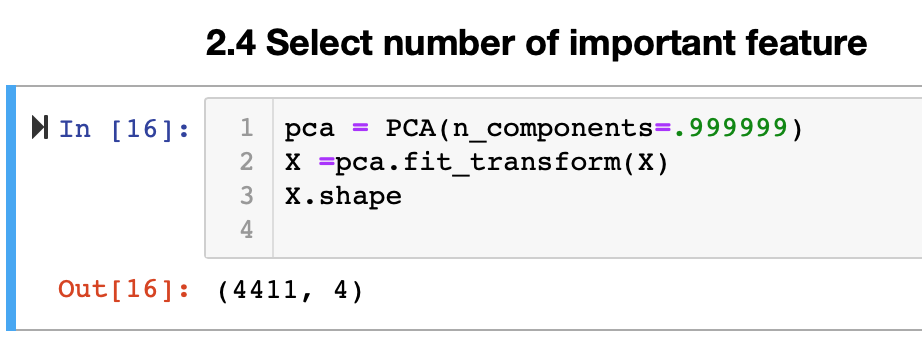 2.4 Select number of important feature
In [16]:
1 pca = PCA(n_components=.999999)
2 X =pca.fit_transform(X)
3 X.shape
4
Out[16]: (4411, 4)